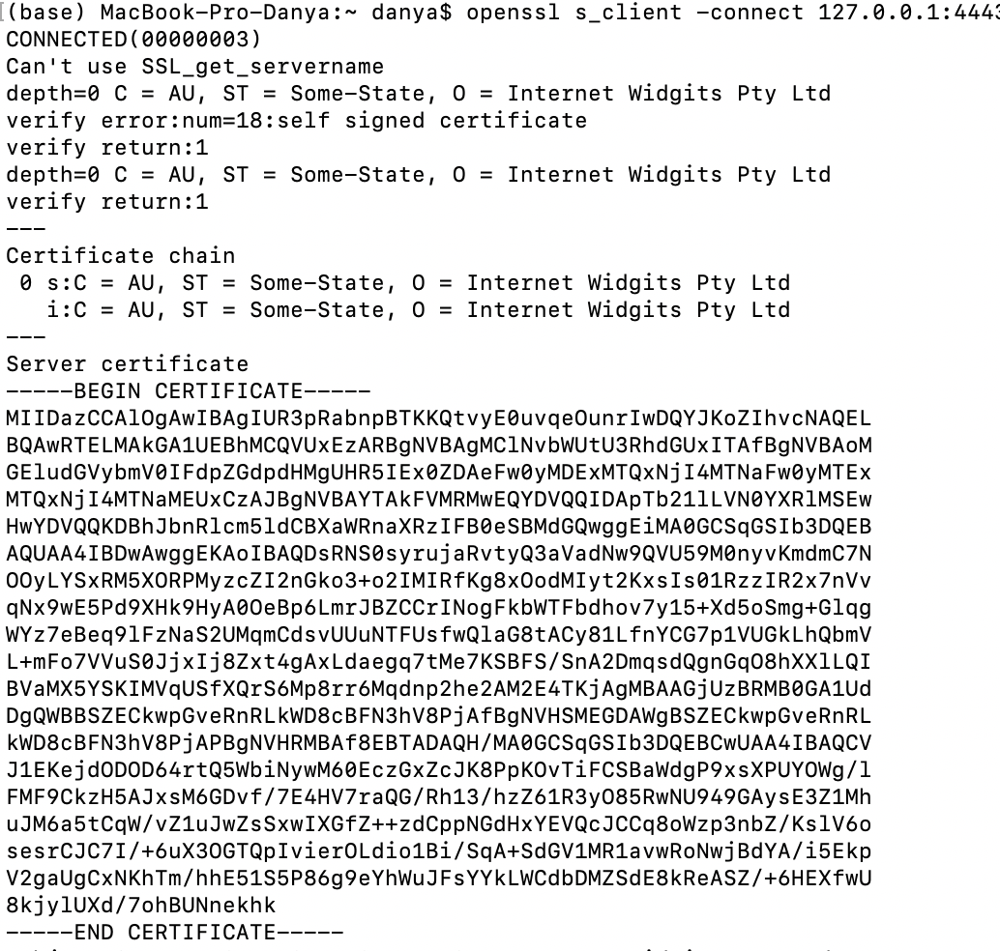 (base) MacBook-Pro-Danya:~ danya$ openssl s_client -connect 127.0.0.1:4443
CONNECTED(00000003)
Can't use SSL_get_servername
depth=0 C = AU, ST = Some-State, O = Internet Widgits Pty Ltd
verify error:num=18:self signed certificate
verify return:1
depth=0 C = AU, ST = Some-State, O = Internet Widgits Pty Ltd
verify return:1
---
Certificate chain
 0 s:C = AU, ST = Some-State, O = Internet Widgits Pty Ltd
   i:C = AU, ST = Some-State, O = Internet Widgits Pty Ltd
---
Server certificate
-----BEGIN CERTIFICATE-----
MIIDazCCAlOgAwIBAgIUR3pRabnpBTKKQtvyE0uvqeOunrIwDQYJKoZIhvcNAQEL
BQAwRTELMAkGA1UEBhMCQVUxEzARBgNVBAgMClNvbWUtU3RhdGUxITAfBgNVBAoM
GEludGVybmV0IFdpZGdpdHMgUHR5IEx0ZDAeFw0yMDExMTQxNjI4MTNaFw0yMTEx
MTQxNjI4MTNaMEUxCzAJBgNVBAYTAkFVMRMwEQYDVQQIDApTb21lLVN0YXRlMSEw
HwYDVQQKDBhJbnRlcm5ldCBXaWRnaXRzIFB0eSBMdGQwggEiMA0GCSqGSIb3DQEB
AQUAA4IBDwAwggEKAoIBAQDsRNS0syrujaRvtyQ3aVadNw9QVU59M0nyvKmdmC7N
OOyLYSxRM5XORPMyzcZI2nGko3+o2IMIRfKg8xOodMIyt2KxsIs01RzzIR2x7nVv
qNx9wE5Pd9XHk9HyA0OeBp6LmrJBZCCrINogFkbWTFbdhov7y15+Xd5oSmg+Glqg
WYz7eBeq9lFzNaS2UMqmCdsvUUuNTFUsfwQlaG8tACy81LfnYCG7p1VUGkLhQbmV
L+mFo7VVuS0JjxIj8Zxt4gAxLdaegq7tMe7KSBFS/SnA2DmqsdQgnGqO8hXXlLQI
BVaMX5YSKIMVqUSfXQrS6Mp8rr6Mqdnp2he2AM2E4TKjAgMBAAGjUzBRMB0GA1Ud
DgQWBBSZECkwpGveRnRLkWD8cBFN3hV8PjAfBgNVHSMEGDAWgBSZECkwpGveRnRL
kWD8cBFN3hV8PjAPBgNVHRMBAf8EBTADAQH/MA0GCSqGSIb3DQEBCwUAA4IBAQCV
J1EKejdODOD64rtQ5WbiNywM60EczGxZcJK8PpKOvTiFCSBaWdgP9xsXPUYOWg/l
FMF9CkzH5AJxsM6GDvf/7E4HV7raQG/Rh13/hzZ61R3yO85RwNU949GAysE3Z1Mh
uJM6a5tCqW/vZ1uJwZsSxwIXGfZ++zdCppNGdHxYEVQcJCCq8oWzp3nbZ/KslV6o
sesrCJC7I/+6uX3OGTQpIvierOLdio1Bi/SqA+SdGV1MR1avwRoNwjBdYA/i5Ekp
V2gaUgCxNKhTm/hhE51S5P86g9eYhWuJFsYYkLWCdbDMZSdE8kReASZ/+6HEXfwU
8kjylUXd/7ohBUNnekhk
-----END CERTIFICATE-----